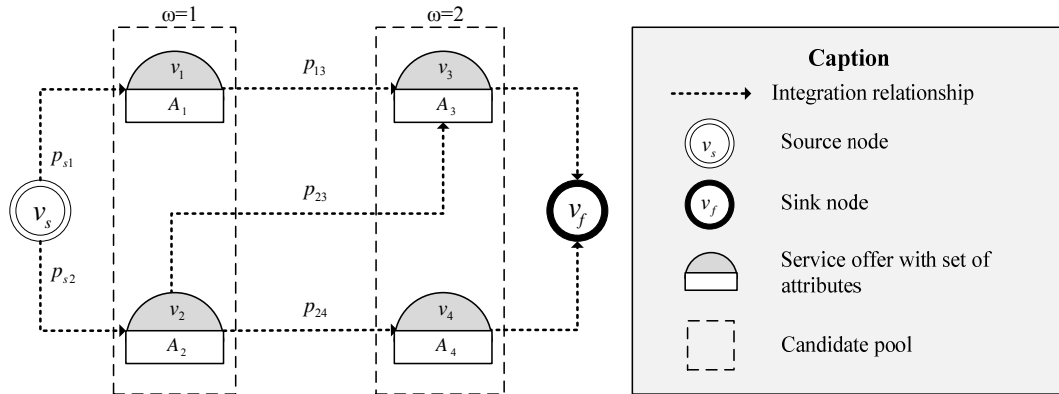 ω=1
ω=2
v1
A1
p13
v3
A3
ps1
vs
p23
vf
ps2
v2
A2
p24
v4
A4
Caption
Integration relationship
vs
Source node
vf
Sink node
Service offer with set of
attributes
Candidate pool